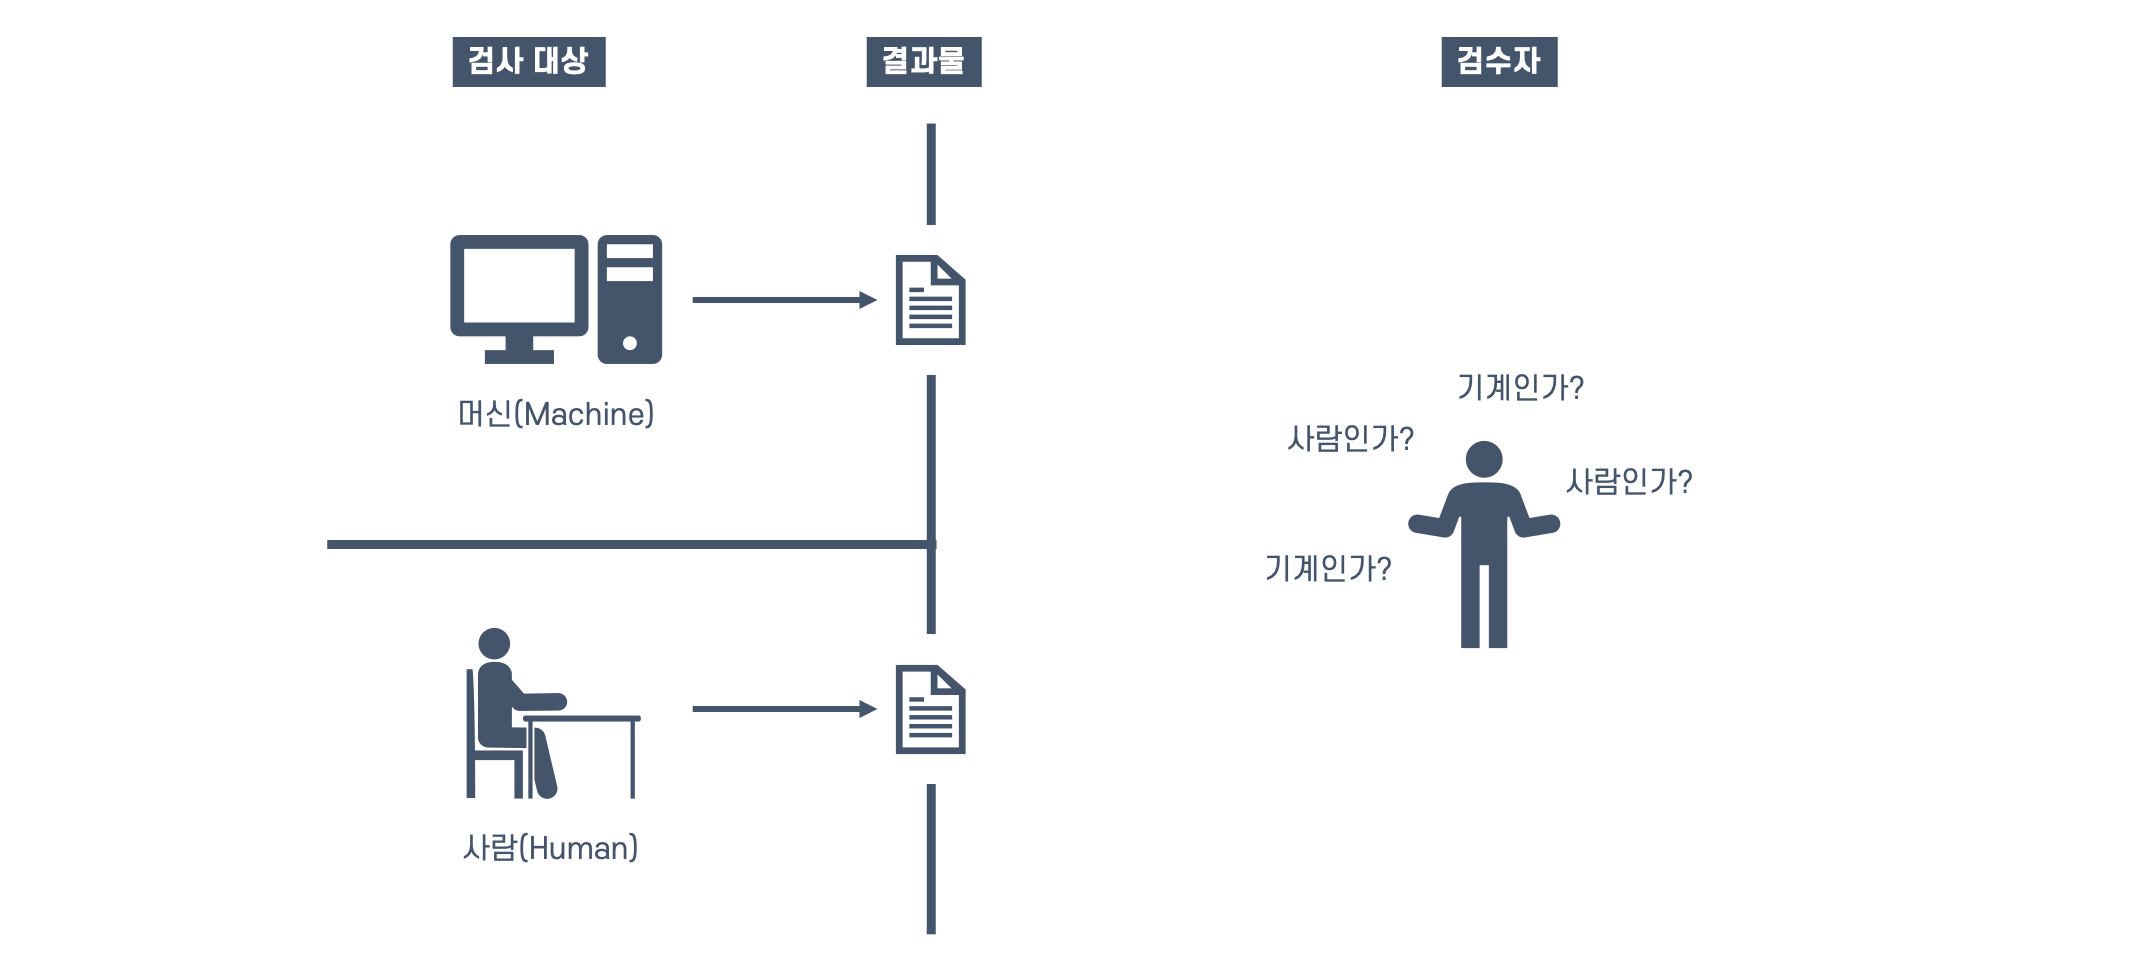 검사 대상
결과물
검수자
머신(Machine)
기계인가?
사람인가?
사람인가?
기계인가?
사람(Human)